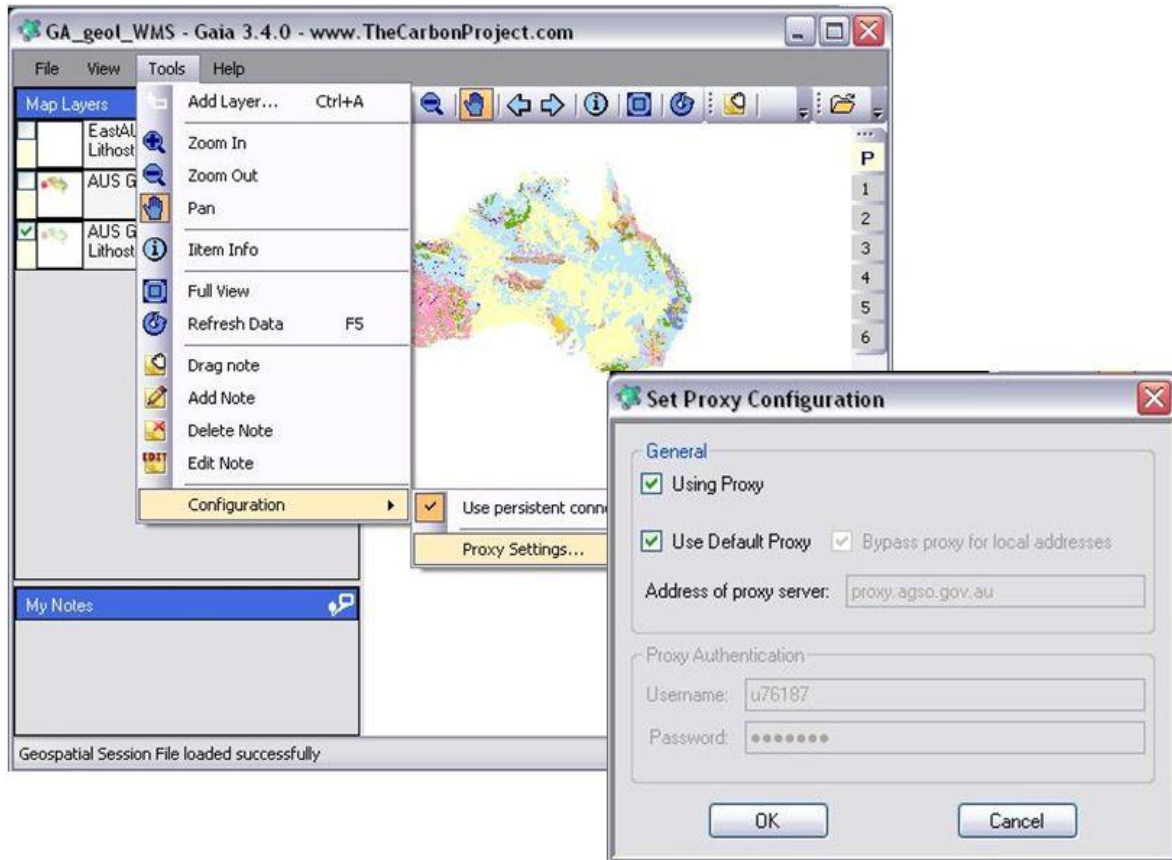 GA_geol_WMS - Gaia 3.4.0 - www.TheCarbonProject.com
File View Tools Help
Map Layers
EastAU
Lithost
AUS G
AUS G
Lithost
Add Layer... Ctrl+A
Zoom In
Zoom Out
Pan
Iitem Info
Full View
Refresh Data F5
Drag note
Add Note
Delete Note
EDIT Edit Note
Configuration
Use persistent conn
Proxy Settings...
P
1
2
3
4
5
6
My Notes
Geospatial Session File loaded successfully
Set Proxy Configuration
General
Using Proxy
Use Default Proxy Bypass proxy for local addresses
Address of proxy server: proxy.agso.gov.au
Proxy Authentication
Username: u76187
Password: ●●●●●●●
OK Cancel